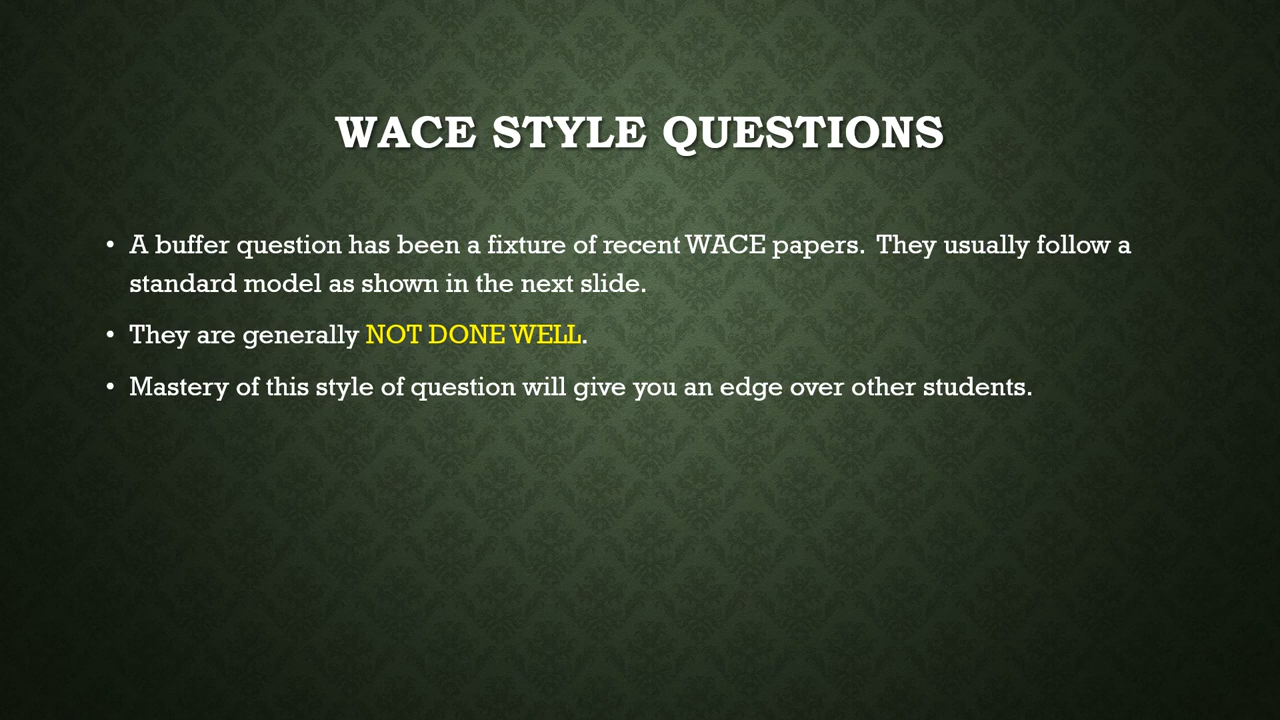 WACE STYLE QUESTIONS
• A buffer question has been a fixture of recent WACE papers.  They usually follow a
standard model as shown in the next slide.
• They are generally NOT DONE WELL.
• Mastery of this style of question will give you an edge over other students.